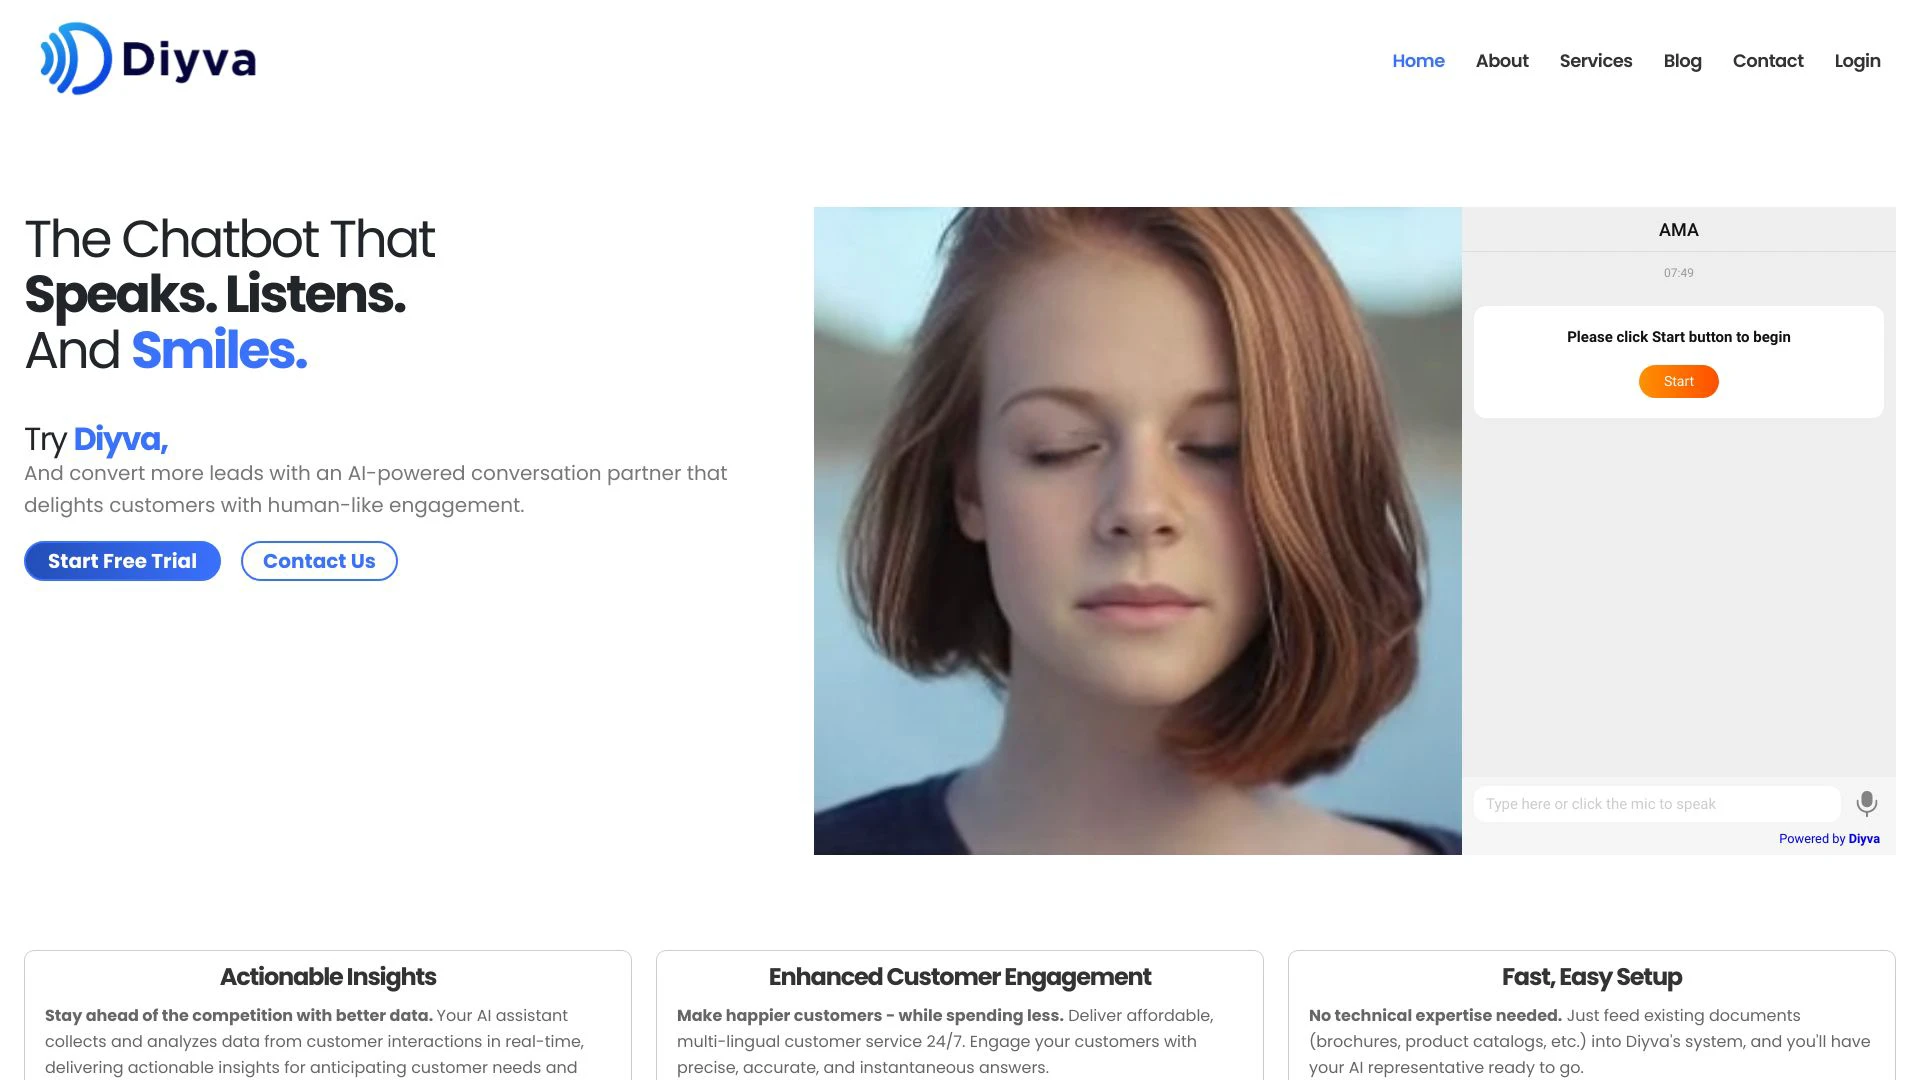 Diyva
Home About Services Blog Contact Login
The Chatbot That
Speaks. Listens.
And Smiles.
Try Diyva,
And convert more leads with an AI-powered conversation partner that
delights customers with human-like engagement.
Start Free Trial Contact Us
AMA
07:49
Please click Start button to begin
Start
Type here or click the mic to speak
Powered by Diyva
Actionable Insights
Stay ahead of the competition with better data. Your AI assistant
collects and analyzes data from customer interactions in real-time,
delivering actionable insights for anticipating customer needs and
Enhanced Customer Engagement
Make happier customers - while spending less. Deliver affordable,
multi-lingual customer service 24/7. Engage your customers with
precise, accurate, and instantaneous answers.
Fast, Easy Setup
No technical expertise needed. Just feed existing documents
(brochures, product catalogs, etc.) into Diyva's system, and you'll have
your AI representative ready to go.